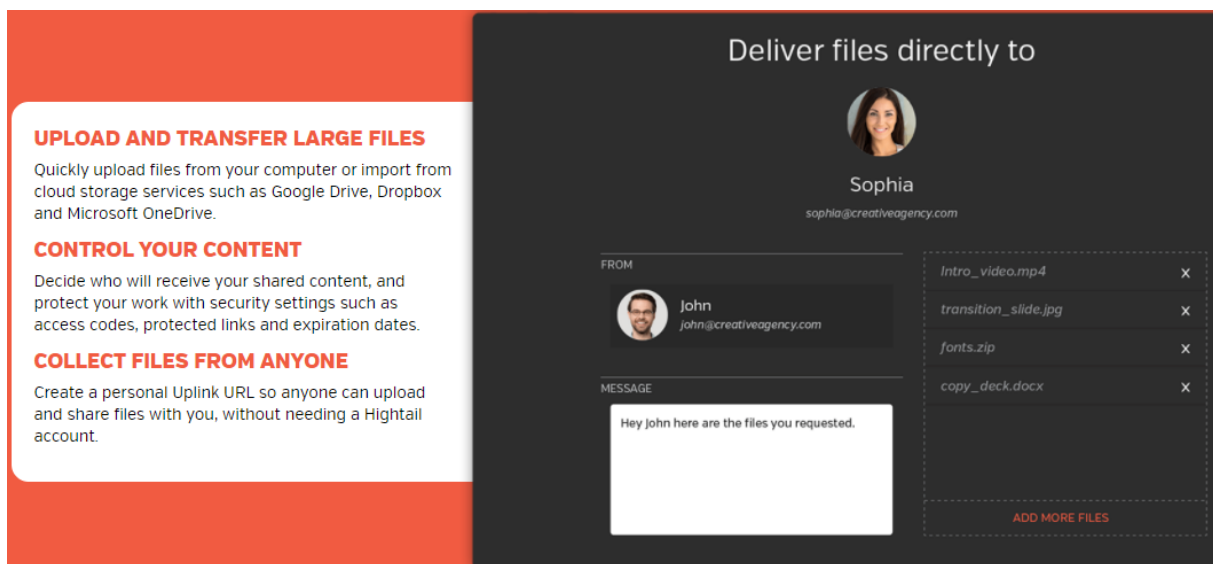 UPLOAD AND TRANSFER LARGE FILES
Quickly upload files from your computer or import from
cloud storage services such as Google Drive, Dropbox
and Microsoft OneDrive.
CONTROL YOUR CONTENT
Decide who will receive your shared content, and
protect your work with security settings such as
access codes, protected links and expiration dates.
COLLECT FILES FROM ANYONE
Create a personal Uplink URL so anyone can upload
and share files with you, without needing a Hightail
account.
Deliver files directly to
Sophia
sophia@creativeagency.com
FROM
John
john@creativeagency.com
MESSAGE
Hey John here are the files you requested.
Intro_video.mp4 X
transition_slide.jpg X
fonts.zip X
copy_deck.docx X
ADD MORE FILES